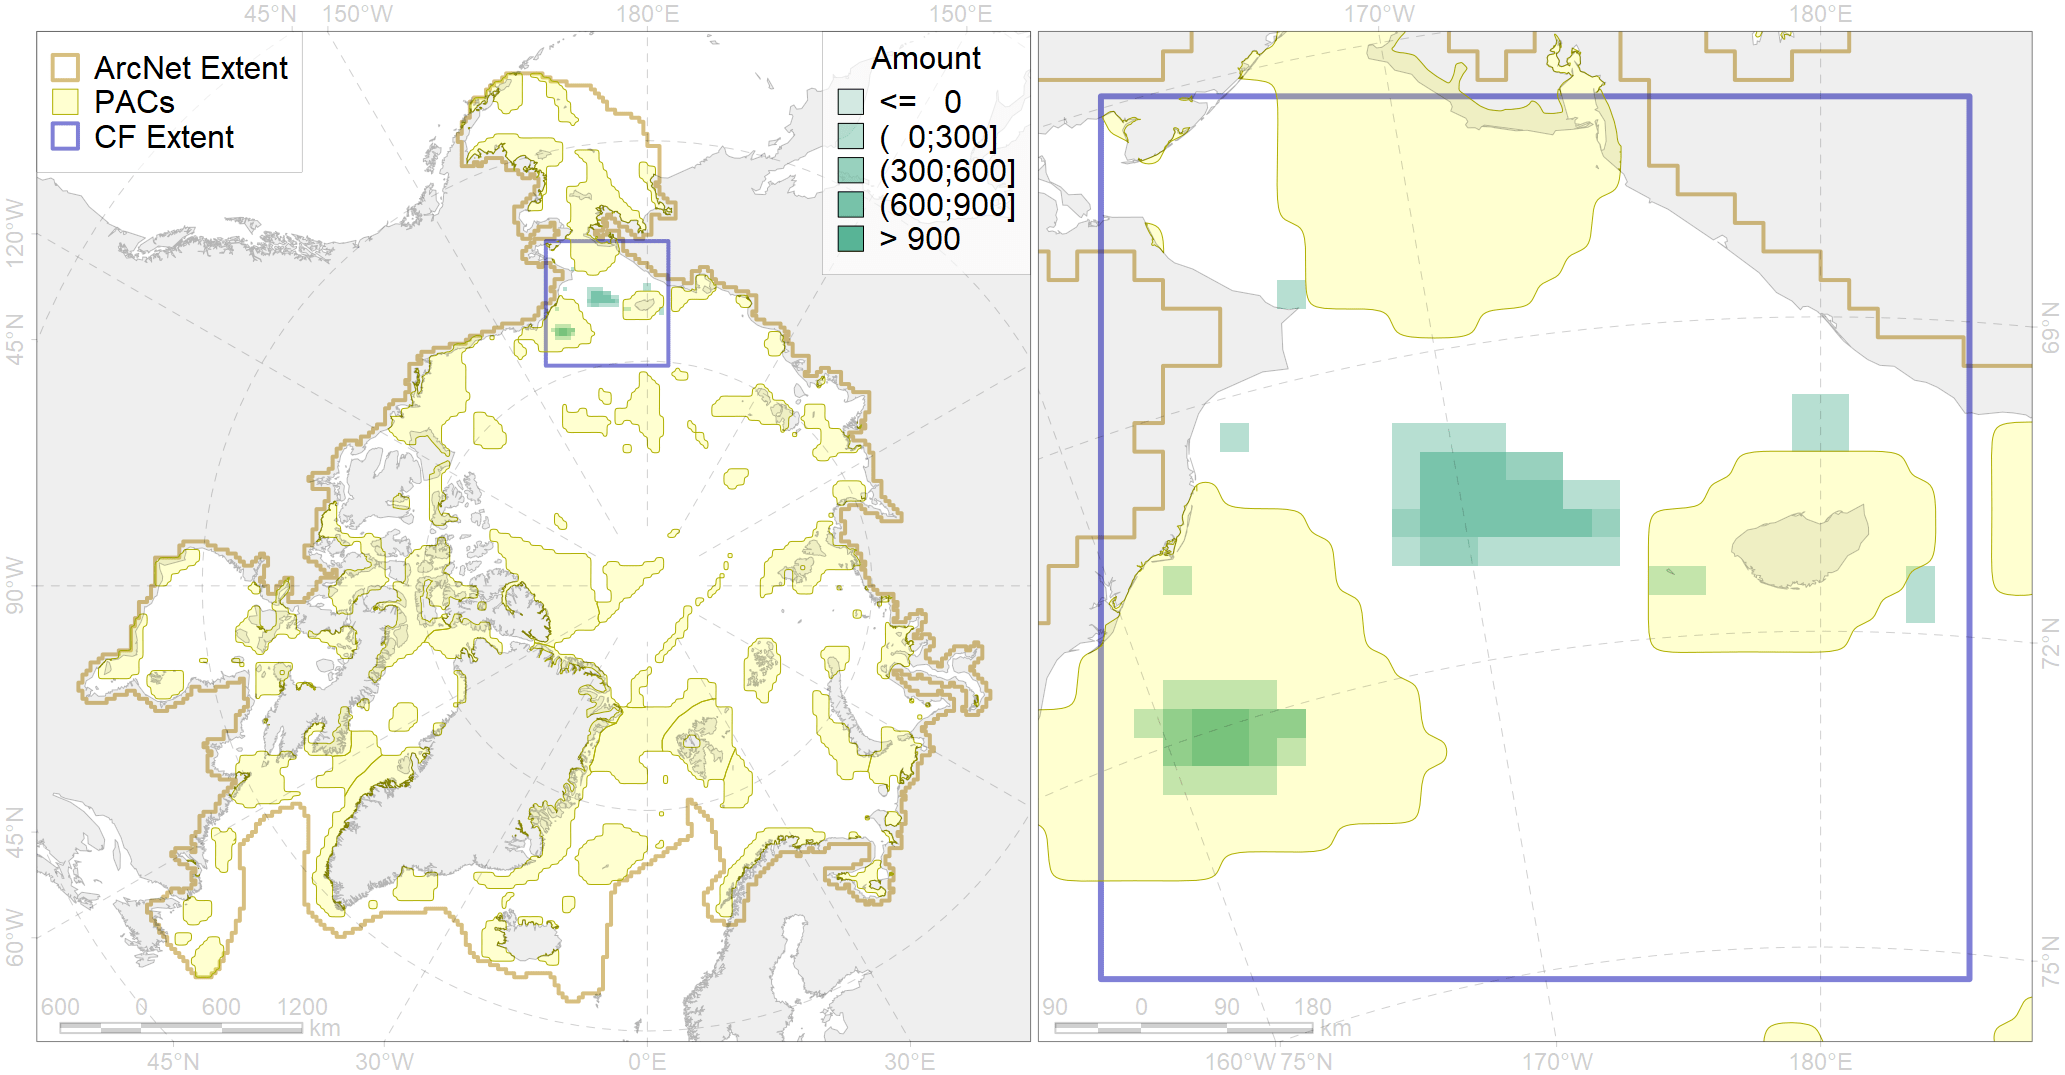 45°N 150°W 180°E 150°E 170°W 180°E
ArcNet Extent
PACs
CF Extent
Amount
<= 0
( 0;300]
(300;600]
(600;900]
> 900
120°W
45°N
90°W
45°N
60°W
69°N
72°N
75°N
600 0 600 1200
km
90 0 90 180
km
45°N 30°W 0°E 30°E 160°W 75°N 170°W 180°E